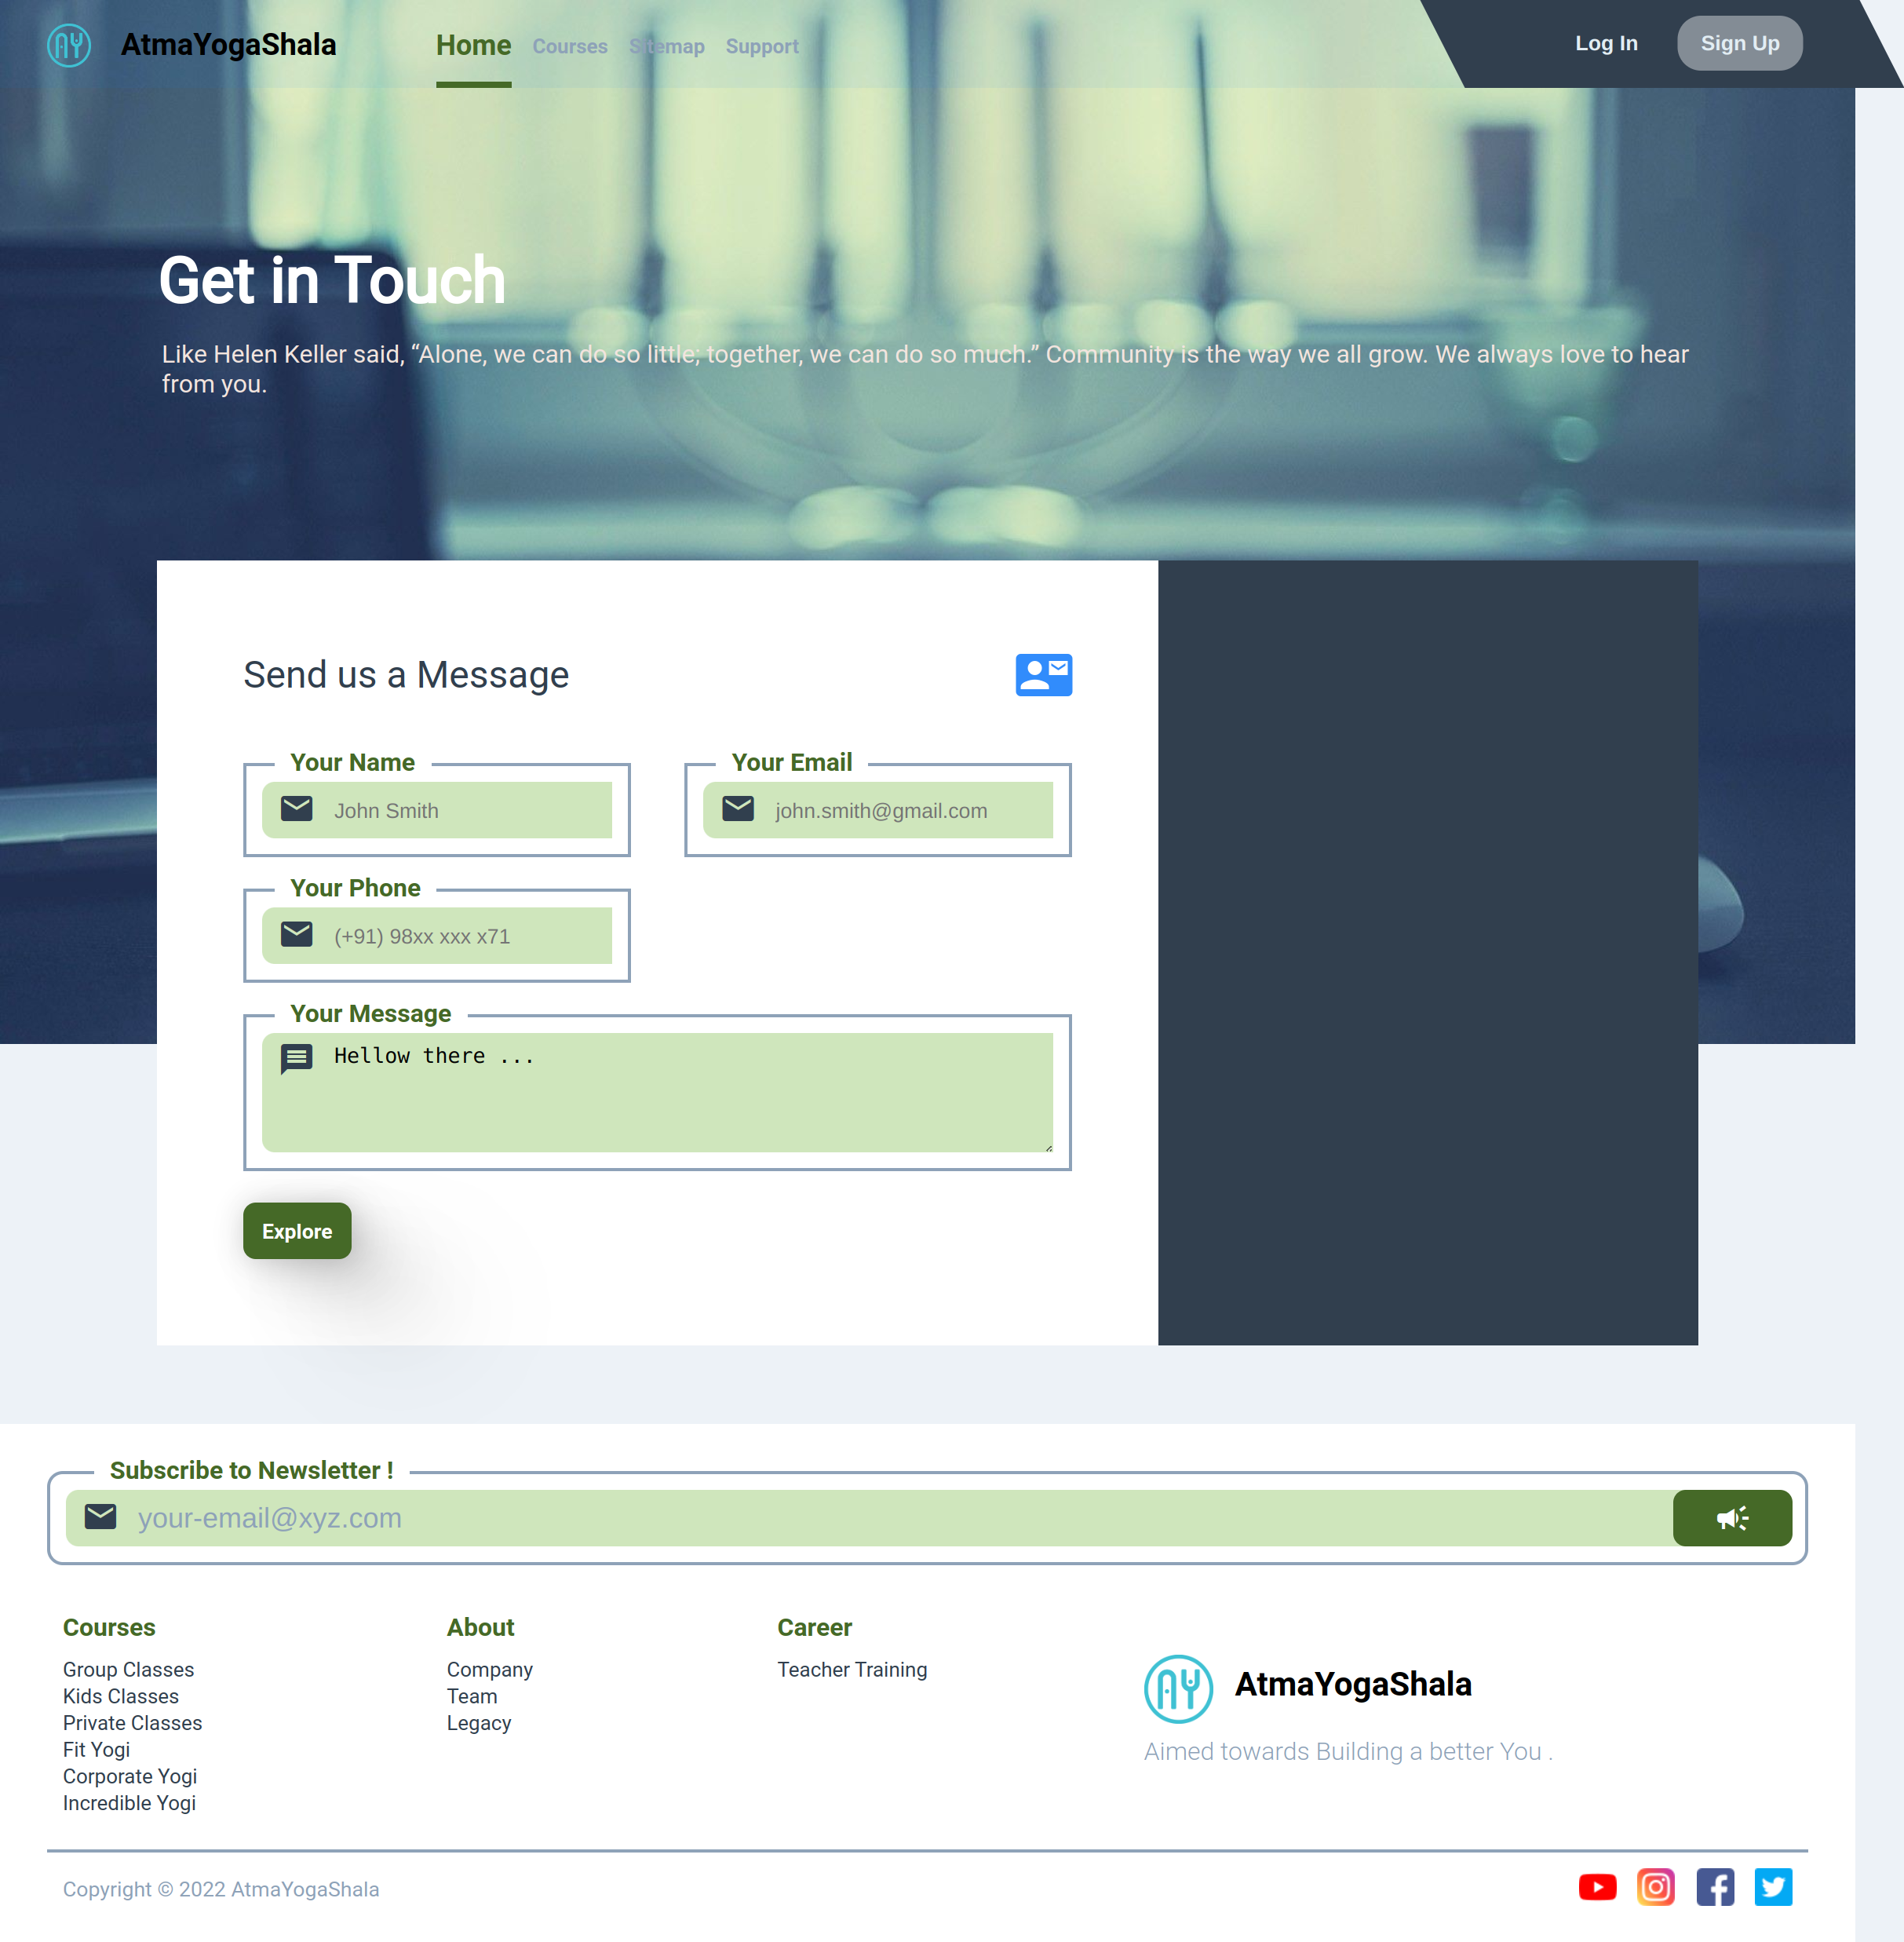 AtmaYogaShala
Home Courses Sitemap Support
Log In Sign Up
Get in Touch
Like Helen Keller said, “Alone, we can do so little; together, we can do so much.” Community is the way we all grow. We always love to hear
from you.
Send us a Message
Your Name
John Smith
Your Email
john.smith@gmail.com
Your Phone
(+91) 98xx xxx x71
Your Message
Hellow there ...
Explore
Subscribe to Newsletter !
your-email@xyz.com
Courses
Group Classes
Kids Classes
Private Classes
Fit Yogi
Corporate Yogi
Incredible Yogi
About
Company
Team
Legacy
Career
Teacher Training
AY
AtmaYogaShala
Aimed towards Building a better You .
Copyright © 2022 AtmaYogaShala